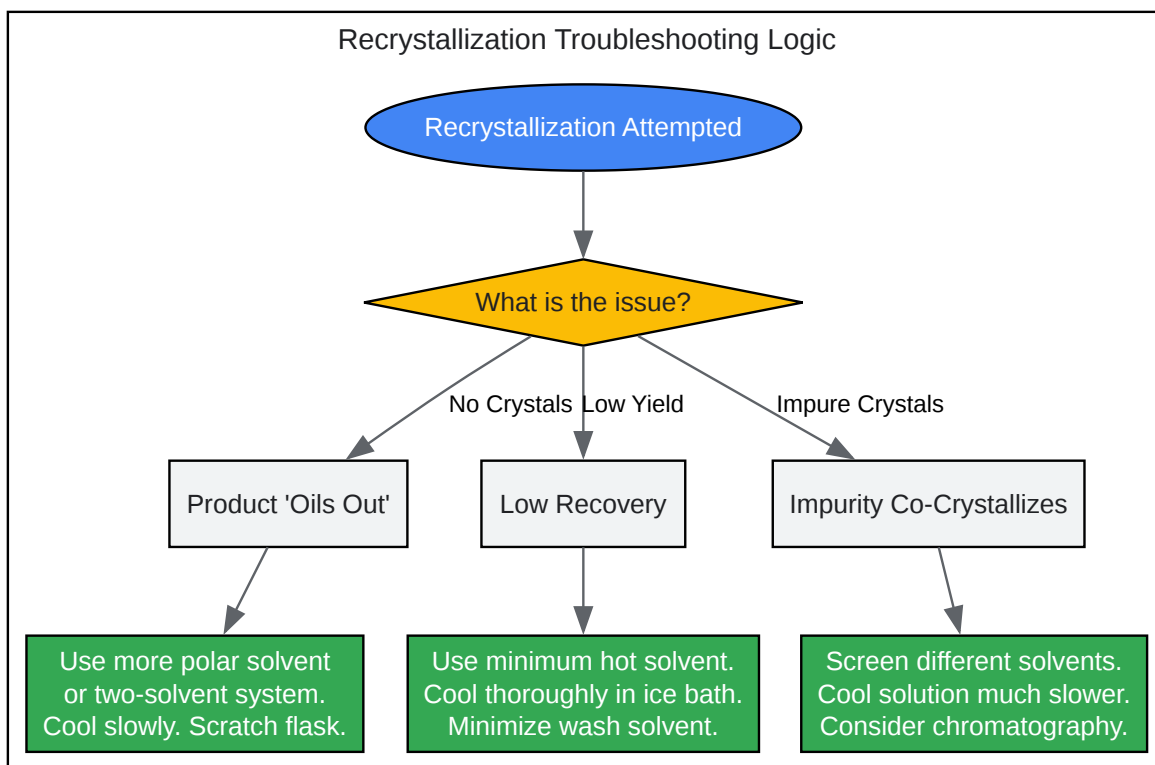 Recrystallization Troubleshooting Logic
Recrystallization Attempted
What is the issue?
No Crystals
Low Yield
Impure Crystals
Product 'Oils Out'
Low Recovery
Impurity Co-Crystallizes
Use more polar solvent
or two-solvent system.
Cool slowly. Scratch flask.
Use minimum hot solvent.
Cool thoroughly in ice bath.
Minimize wash solvent.
Screen different solvents.
Cool solution much slower.
Consider chromatography.